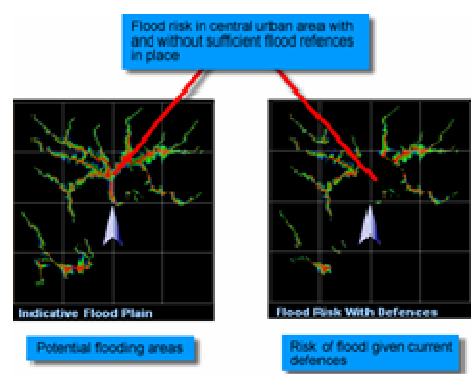 Flood risk in central urban area with
and without sufficient flood refences
in place
Indicative Flood Plain
Flood Risk With Defences
Potential flooding areas
Risk of floodi given current
defences